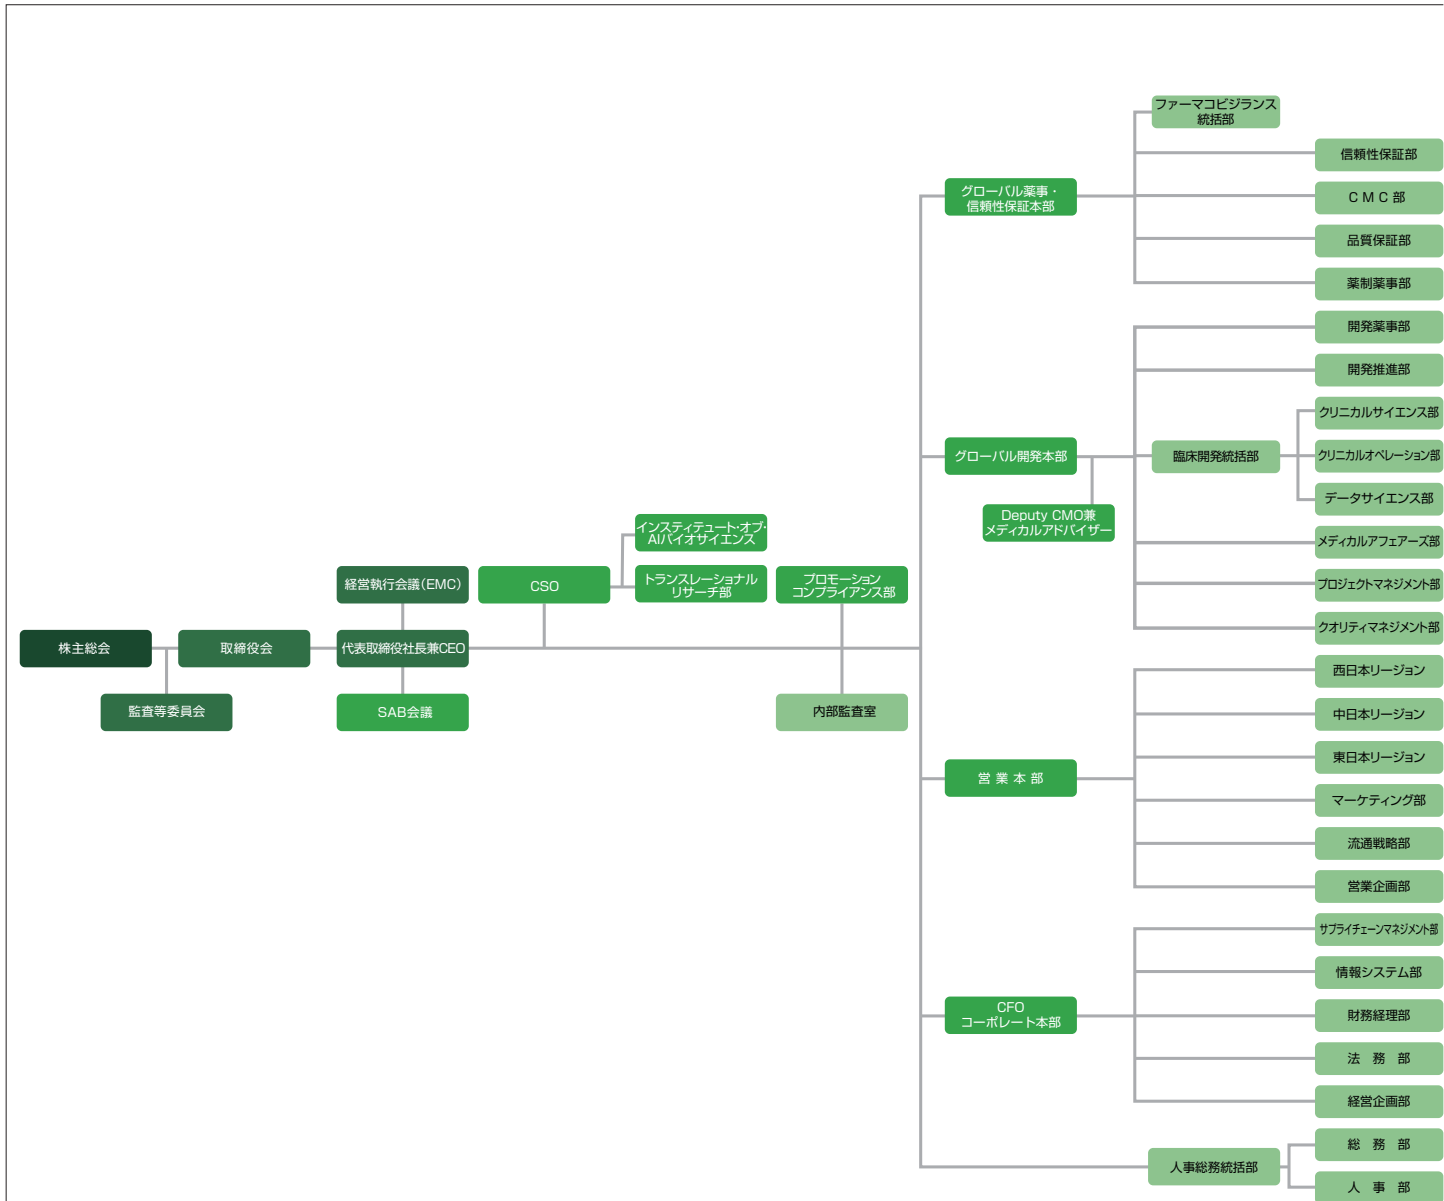 株主総会
監査等委員会
取締役会
経営執行会議(EMC)
代表取締役社長兼CEO
SAB会議
CSO
インスティテュート・オブ・
AIバイオサイエンス
トランスレーショナル
リサーチ部
プロモーション
コンプライアンス部
内部監査室
グローバル薬事・
信頼性保証本部
ファーマコビジランス
統括部
信頼性保証部
CMC部
品質保証部
薬制薬事部
グローバル開発本部
Deputy CMO兼
メディカルアドバイザー
開発薬事部
開発推進部
臨床開発統括部
クリニカルサイエンス部
クリニカルオペレーション部
データサイエンス部
メディカルアフェアーズ部
プロジェクトマネジメント部
クオリティマネジメント部
営業本部
西日本リージョン
中日本リージョン
東日本リージョン
マーケティング部
流通戦略部
営業企画部
CFO
コーポレート本部
サプライチェーンマネジメント部
情報システム部
財務経理部
法務部
経営企画部
人事総務統括部
総務部
人事部